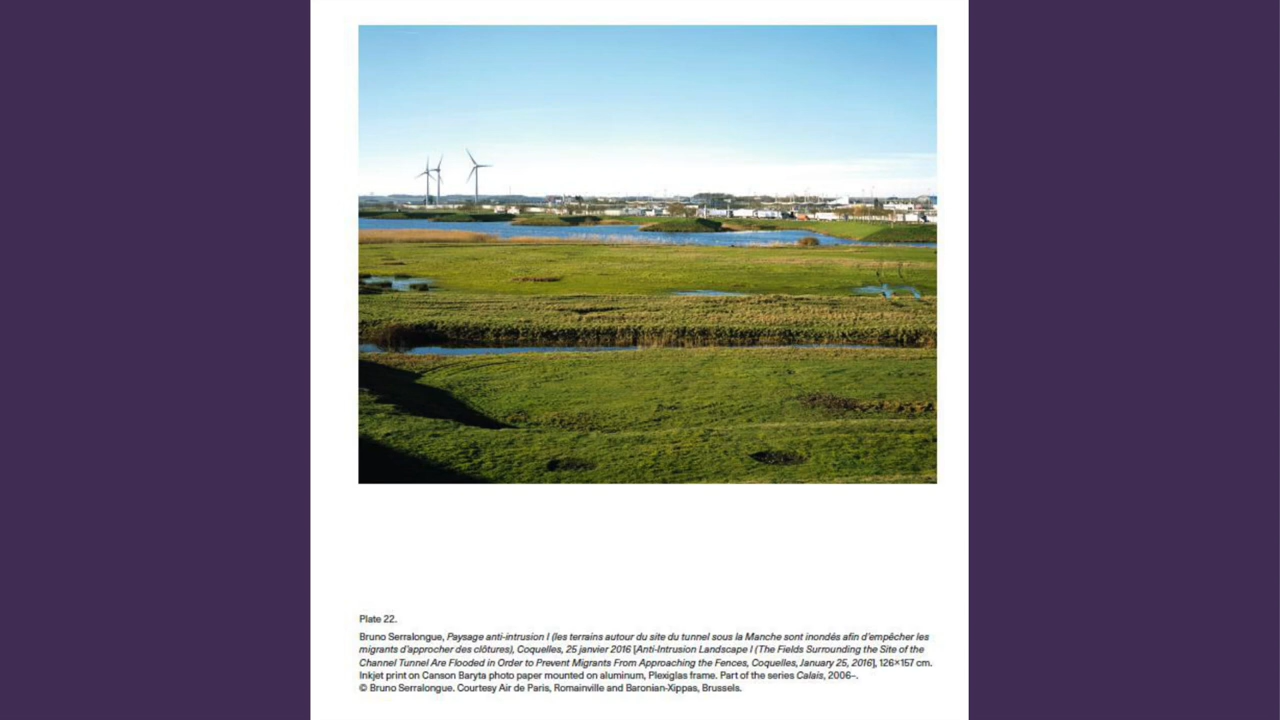 Plate 22.
Bruno Serralongue, Paysage anti-intrusion I (les terrains autour du site du tunnel sous la Manche sont inondés afin d'empêcher les
migrants d'approcher des clôtures), Coquelles, 25 janvier 2016 [Anti-Intrusion Landscape I (The Fields Surrounding the Site of the
Channel Tunnel Are Flooded in Order to Prevent Migrants From Approaching the Fences, Coquelles, January 25, 2016], 126×157 cm.
Inkjet print on Canson Baryta photo paper mounted on aluminum, Plexiglas frame. Part of the series Calais, 2006–.
© Bruno Serralongue. Courtesy Air de Paris, Romainville and Baronian-Xippas, Brussels.